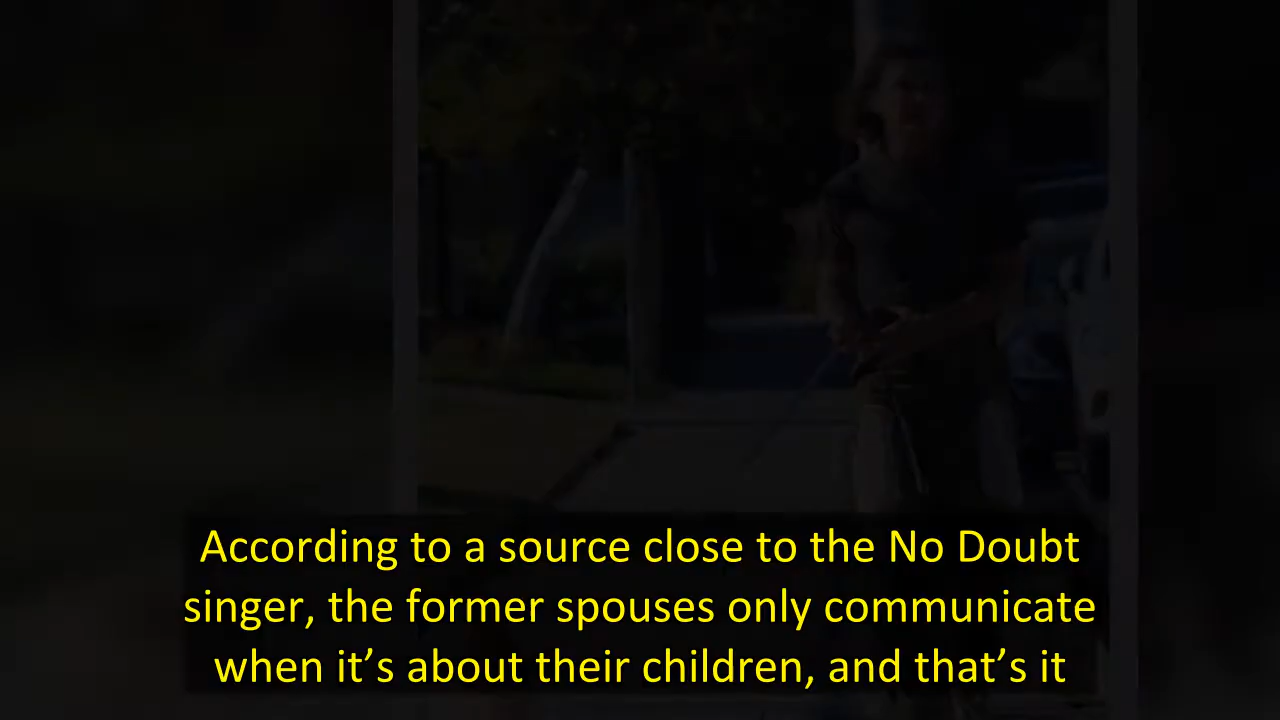 According to a source close to the No Doubt
singer, the former spouses only communicate
when it’s about their children, and that’s it